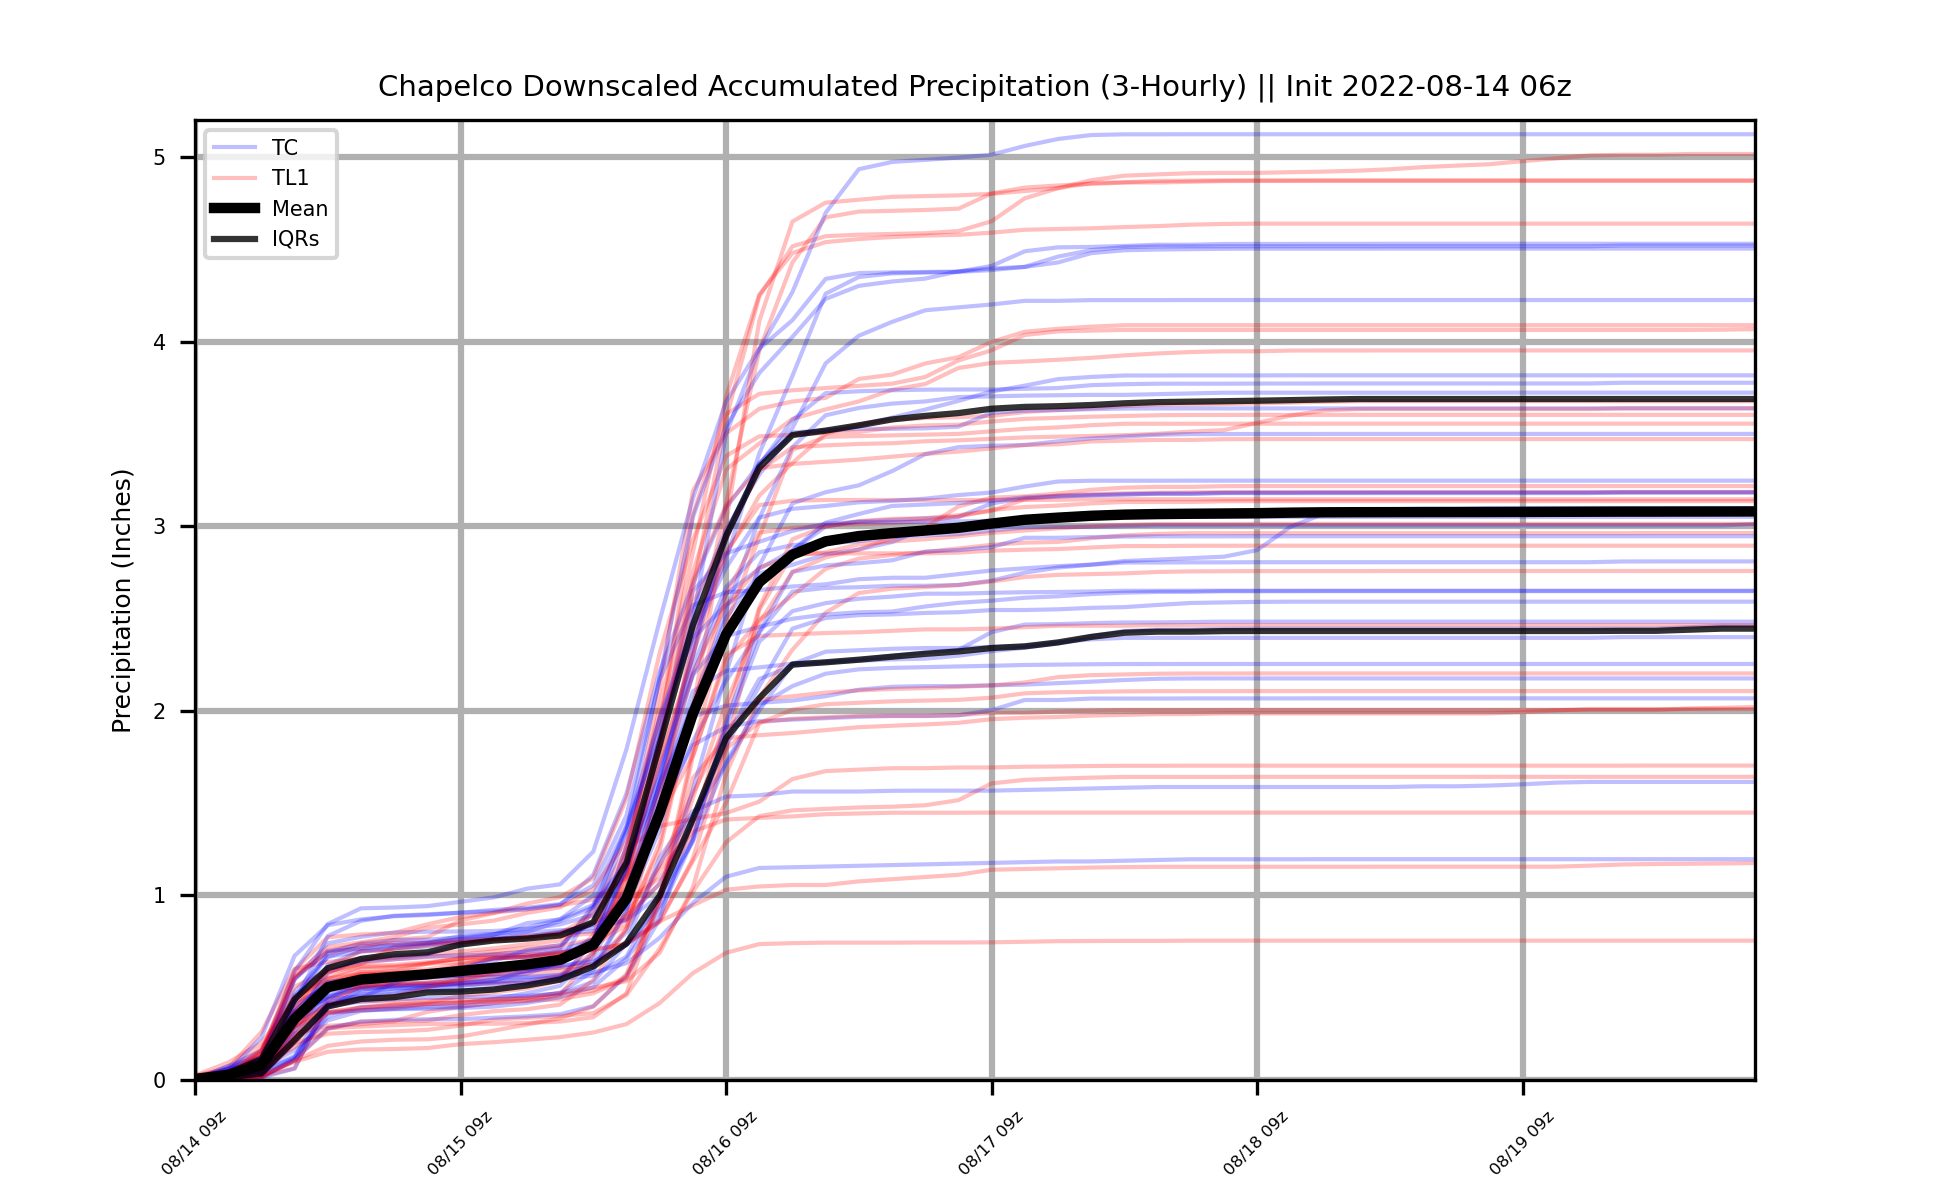 Chapelco Downscaled Accumulated Precipitation (3-Hourly) || Init 2022-08-14 06z
TC
TL1
Mean
IQRs
Precipitation (Inches)
5
4
3
2
1
0
08/14 09z
08/15 09z
08/16 09z
08/17 09z
08/18 09z
08/19 09z